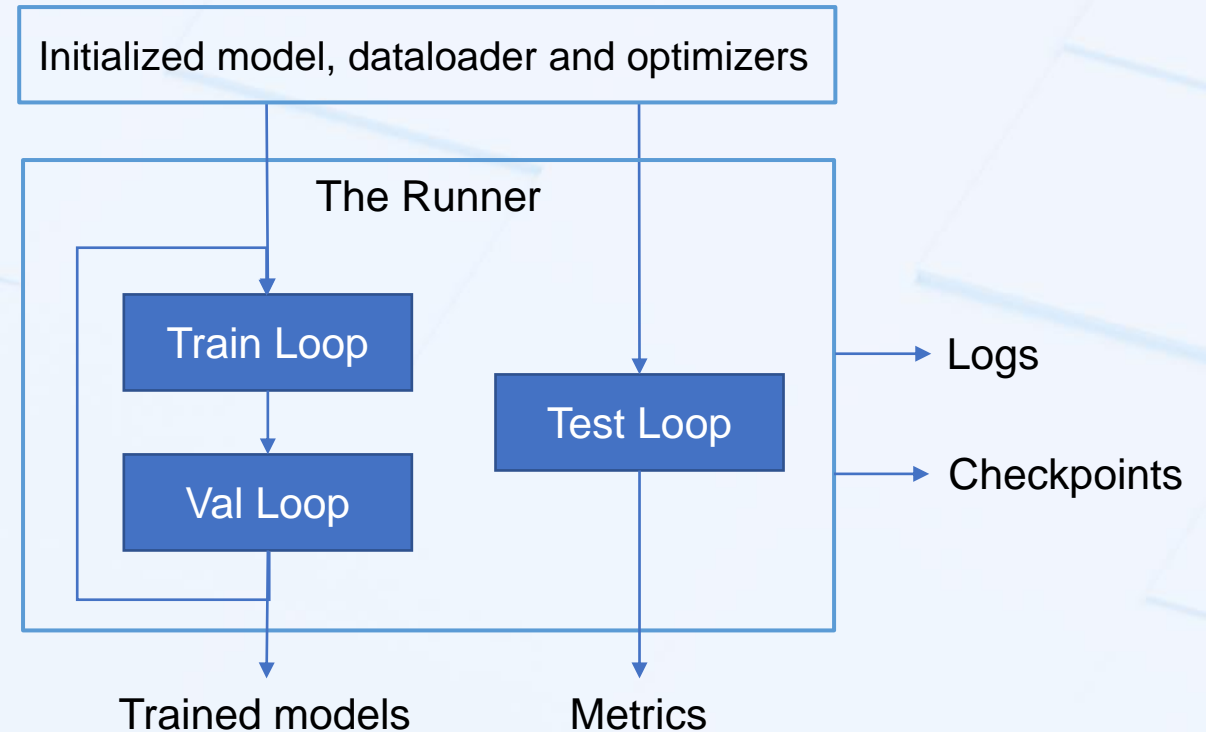 Initialized model, dataloader and optimizers
The Runner
Train Loop
Val Loop
Test Loop
Logs
Checkpoints
Trained models
Metrics